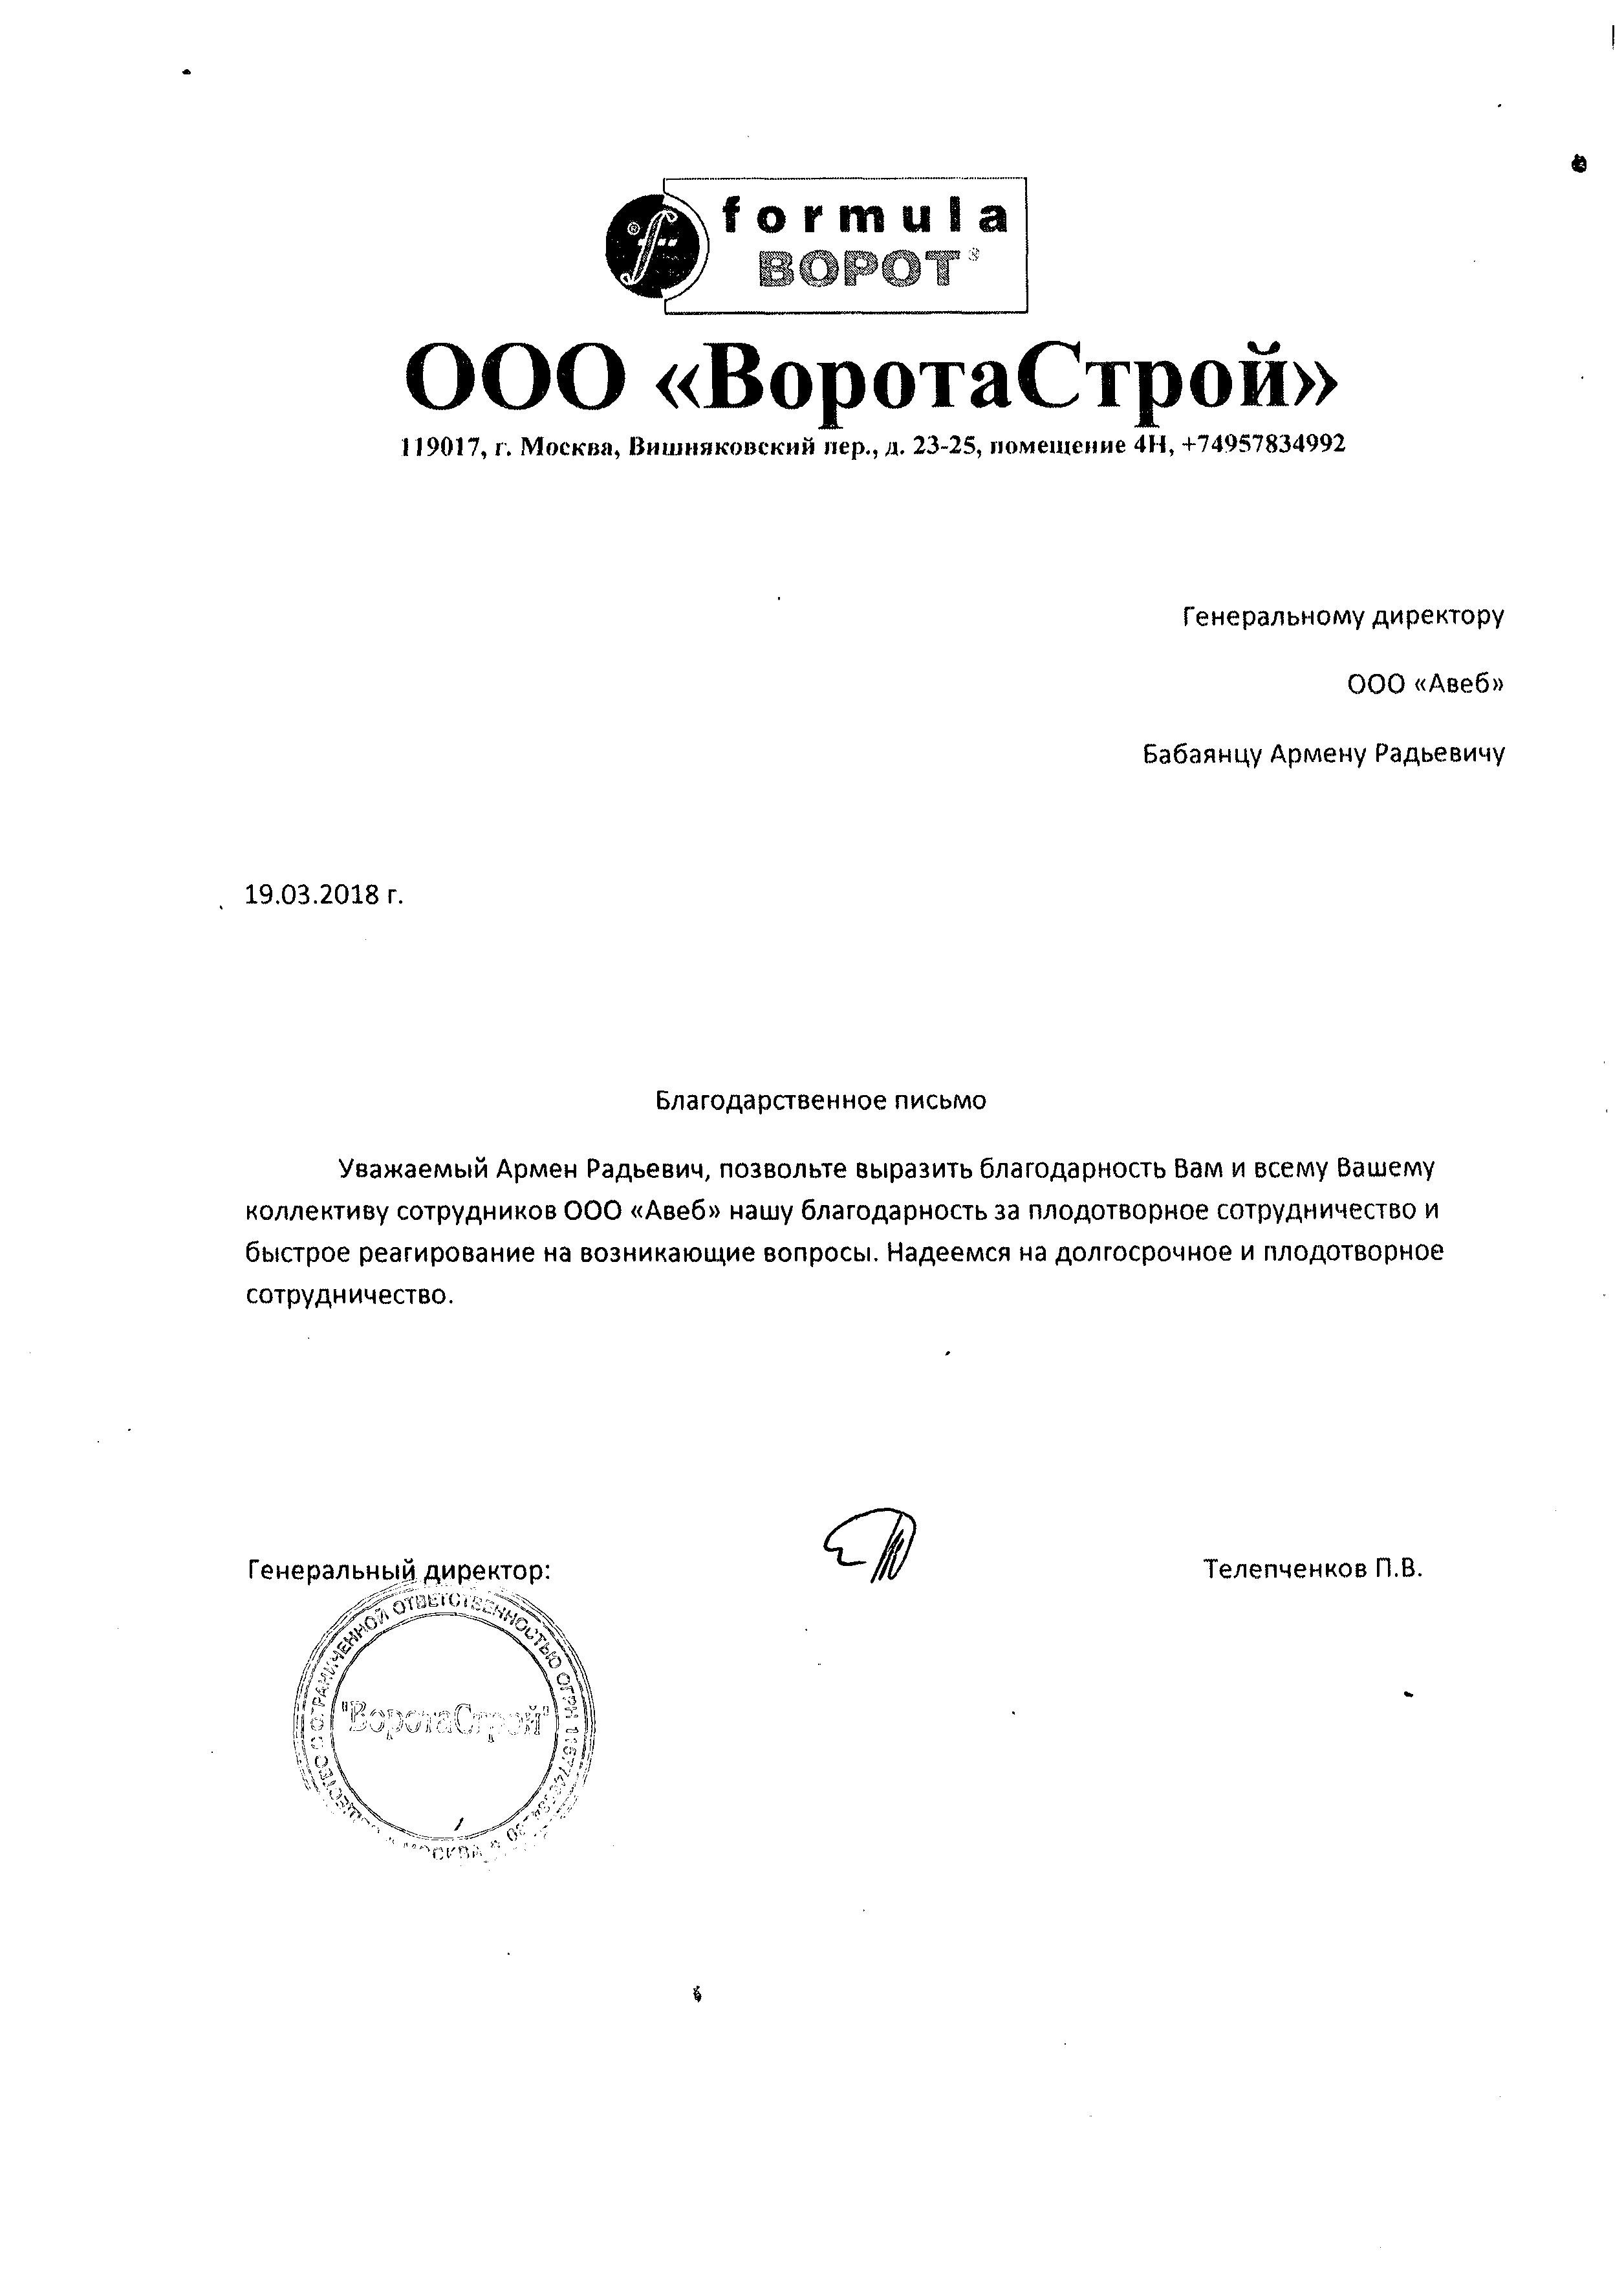 formula
ВОРОТ®
ООО «ВоротаСтрой»
119017, г. Москва, Вишняковский пер., д. 23-25, помещение 4Н, +74957834992
Генеральному директору
ООО «Авеб»
Бабаянцу Армену Радьевичу
19.03.2018 г.
Благодарственное письмо
Уважаемый Армен Радьевич, позвольте выразить благодарность Вам и всему Вашему
коллективу сотрудников ООО «Авеб» нашу благодарность за плодотворное сотрудничество и
быстрое реагирование на возникающие вопросы. Надеемся на долгосрочное и плодотворное
сотрудничество.
Генеральный директор:
Телепченков П.В.
С ОГРАНИЧЕННОЙ ОТВЕТСТВЕННОСТЬЮ ОГРН
"ВоротаСтрой"
МОСКВА